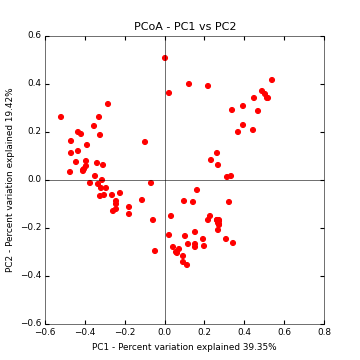 PCoA - PC1 vs PC2
0.6
0.4
0.2
0.0
−0.2
−0.4
−0.6
PC2 - Percent variation explained 19.42%
−0.6 −0.4 −0.2 0.0 0.2 0.4 0.6 0.8
PC1 - Percent variation explained 39.35%